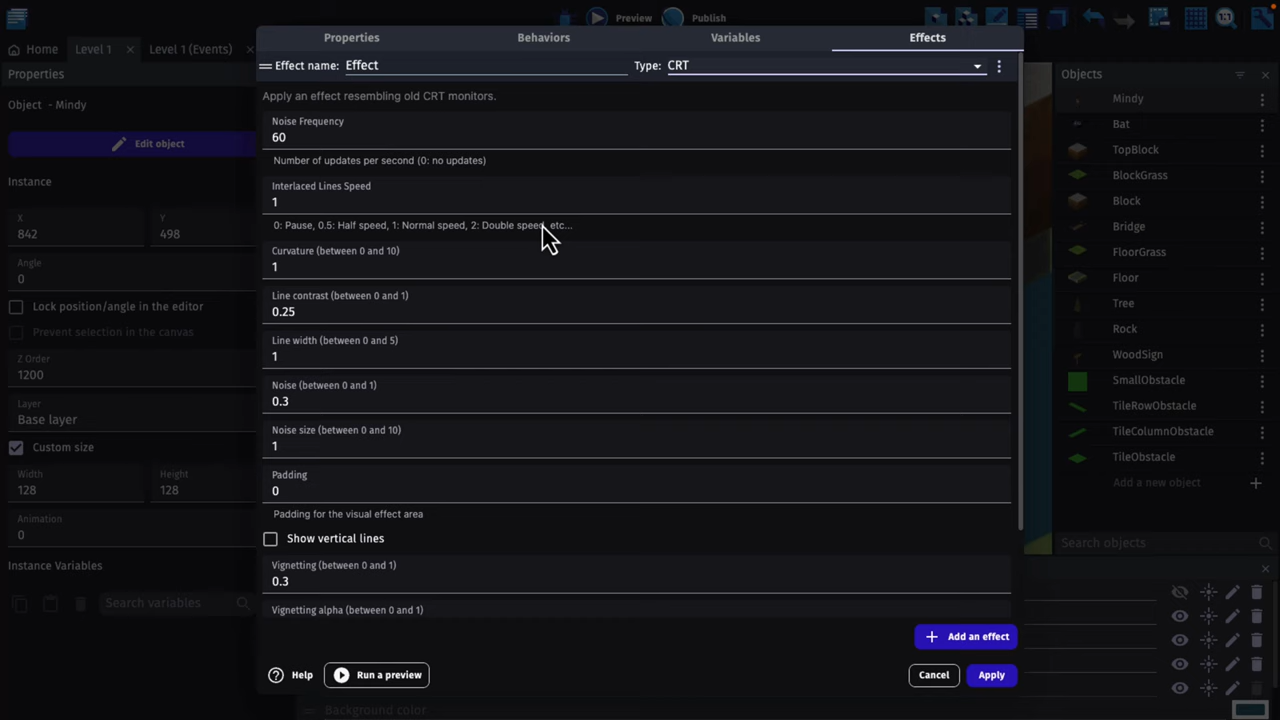 Preview
Publish
Home
Level 1
Level 1 (Events)
Properties
Behaviors
Variables
Effects
Properties
Object - Mindy
Edit object
Instance
X
842
Y
498
Angle
0
Lock position/angle in the editor
Prevent selection in the canvas
Z Order
1200
Layer
Base layer
Custom size
Width
128
Height
128
Animation
0
Instance Variables
Search variables
Effect name: Effect
Type: CRT
Apply an effect resembling old CRT monitors.
Noise Frequency
60
Number of updates per second (0: no updates)
Interlaced Lines Speed
1
0: Pause, 0.5: Half speed, 1: Normal speed, 2: Double speed, etc...
Curvature (between 0 and 10)
1
Line contrast (between 0 and 1)
0.25
Line width (between 0 and 5)
1
Noise (between 0 and 1)
0.3
Noise size (between 0 and 10)
1
Padding
0
Padding for the visual effect area
Show vertical lines
Vignetting (between 0 and 1)
0.3
Vignetting alpha (between 0 and 1)
Add an effect
Help
Run a preview
Cancel
Apply
Background color
Objects
Mindy
Bat
TopBlock
BlockGrass
Block
Bridge
FloorGrass
Floor
Tree
Rock
WoodSign
SmallObstacle
TileRowObstacle
TileColumnObstacle
TileObstacle
Add a new object
Search objects